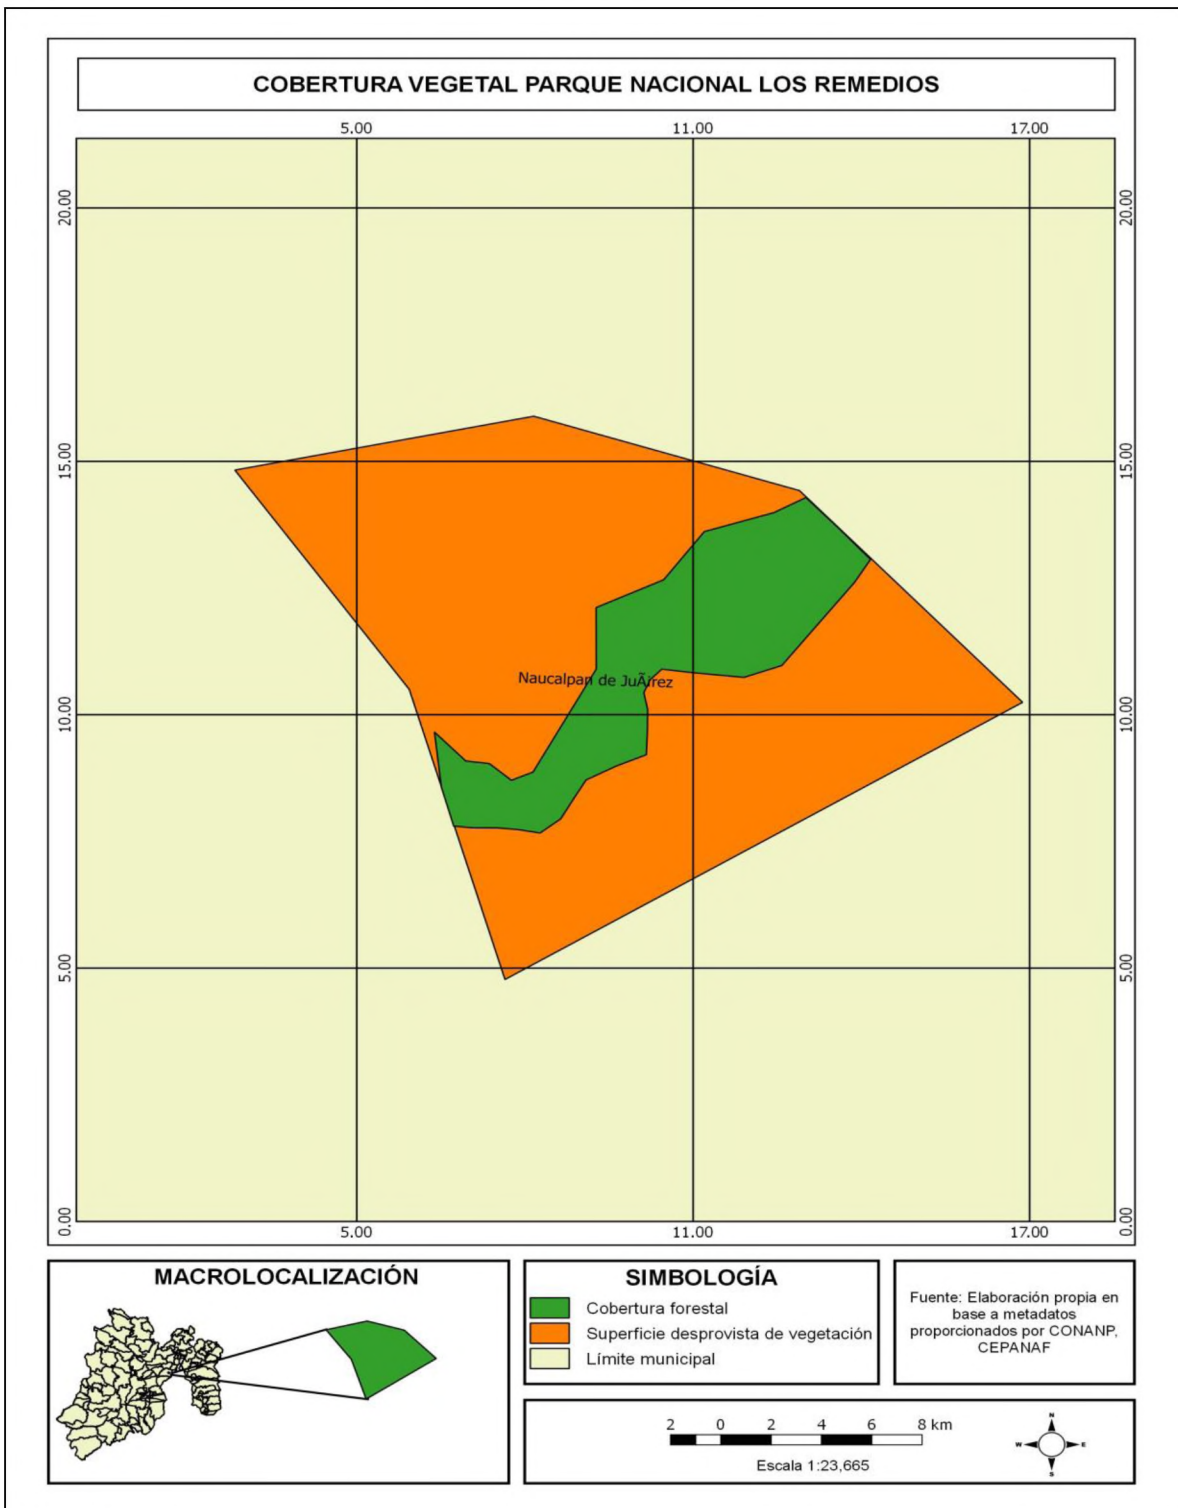 COBERTURA VEGETAL PARQUE NACIONAL LOS REMEDIOS
5.00 11.00 17.00
20.00 20.00
15.00 15.00
Naucalpan de JuÃirez
10.00 10.00
5.00 5.00
0.00 0.00
5.00 11.00 17.00
MACROLOCALIZACIÓN
SIMBOLOGÍA
Cobertura forestal
Superficie desprovista de vegetación
Límite municipal
Fuente: Elaboración propia en
base a metadatos
proporcionados por CONANP,
CEPANAF
2 0 2 4 6 8 km
Escala 1:23,665
N
W E
S